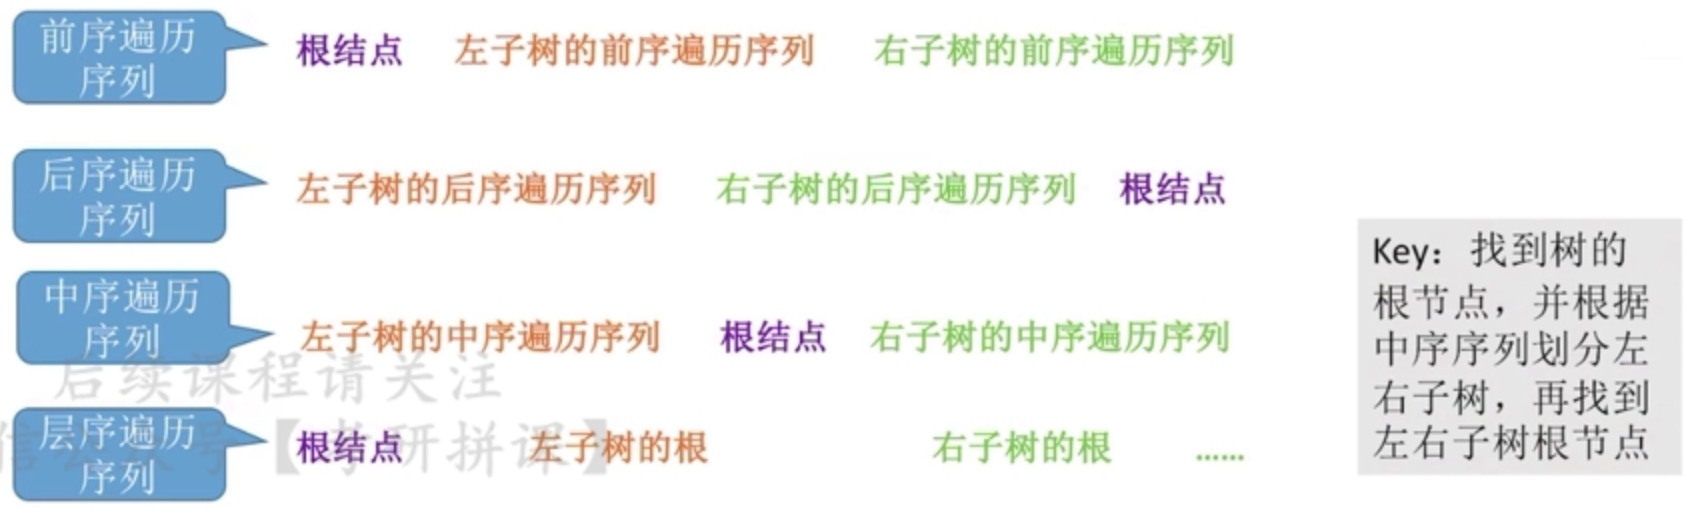 前序遍历
序列
根结点 左子树的前序遍历序列 右子树的前序遍历序列
后序遍历
序列
左子树的后序遍历序列 右子树的后序遍历序列 根结点
中序遍历
序列
左子树的中序遍历序列 根结点 右子树的中序遍历序列
后续课程请关注
层序遍历
序列
根结点 左子树的根 右子树的根 ……
号【考研拼课】
Key：找到树的
根节点，并根据
中序序列划分左
右子树，再找到
左右子树根节点